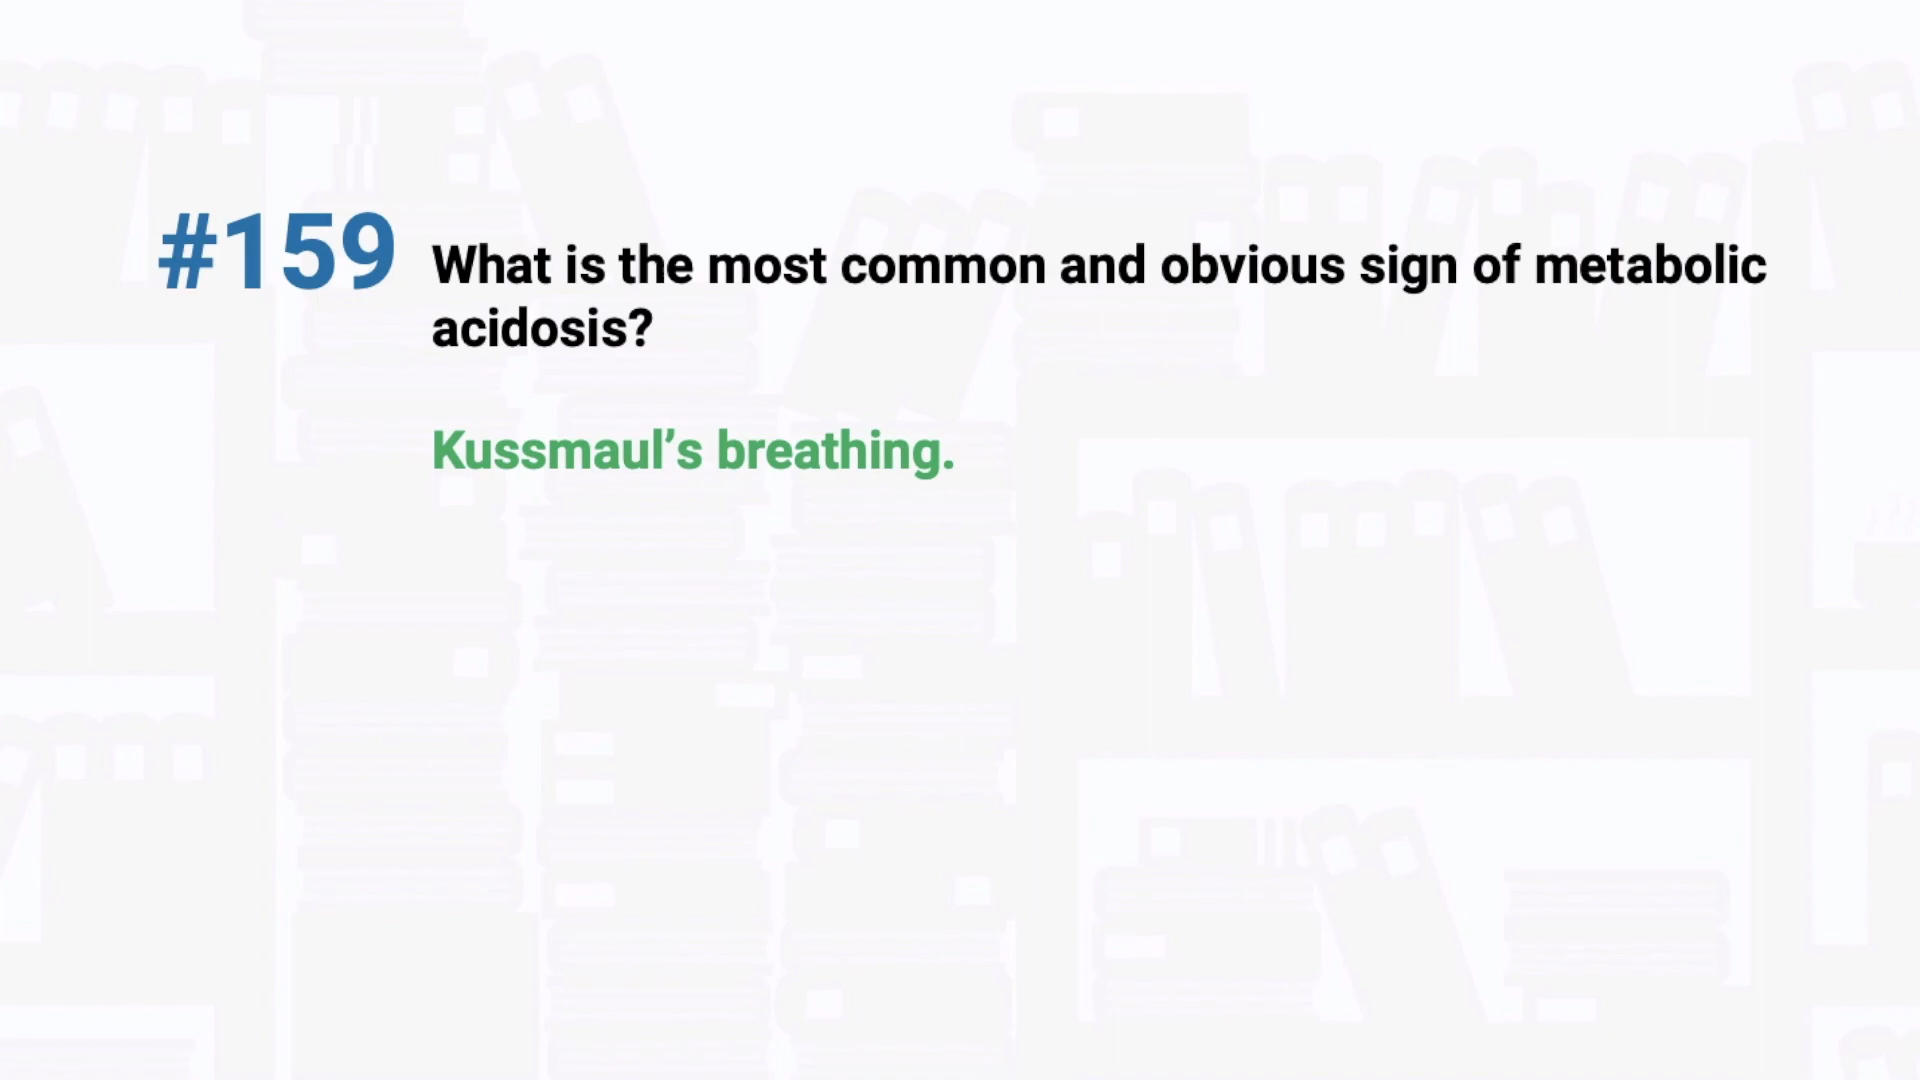 #159 What is the most common and obvious sign of metabolic
acidosis?
Kussmaul’s breathing.